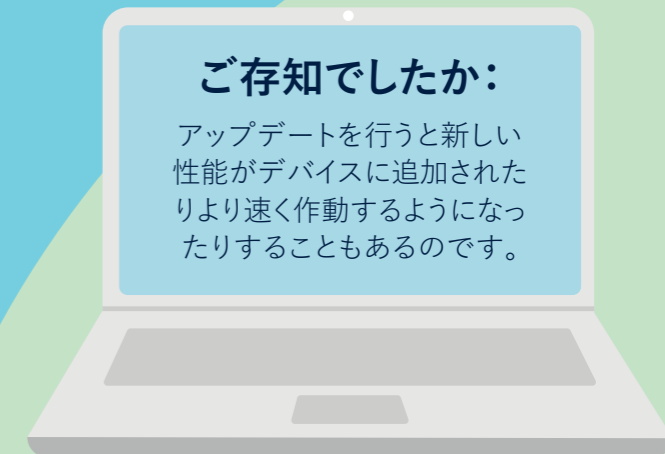 ご存知でしたか：
アップデートを行うと新しい
性能がデバイスに追加された
りより速く作動するようになっ
たりすることもあるのです。